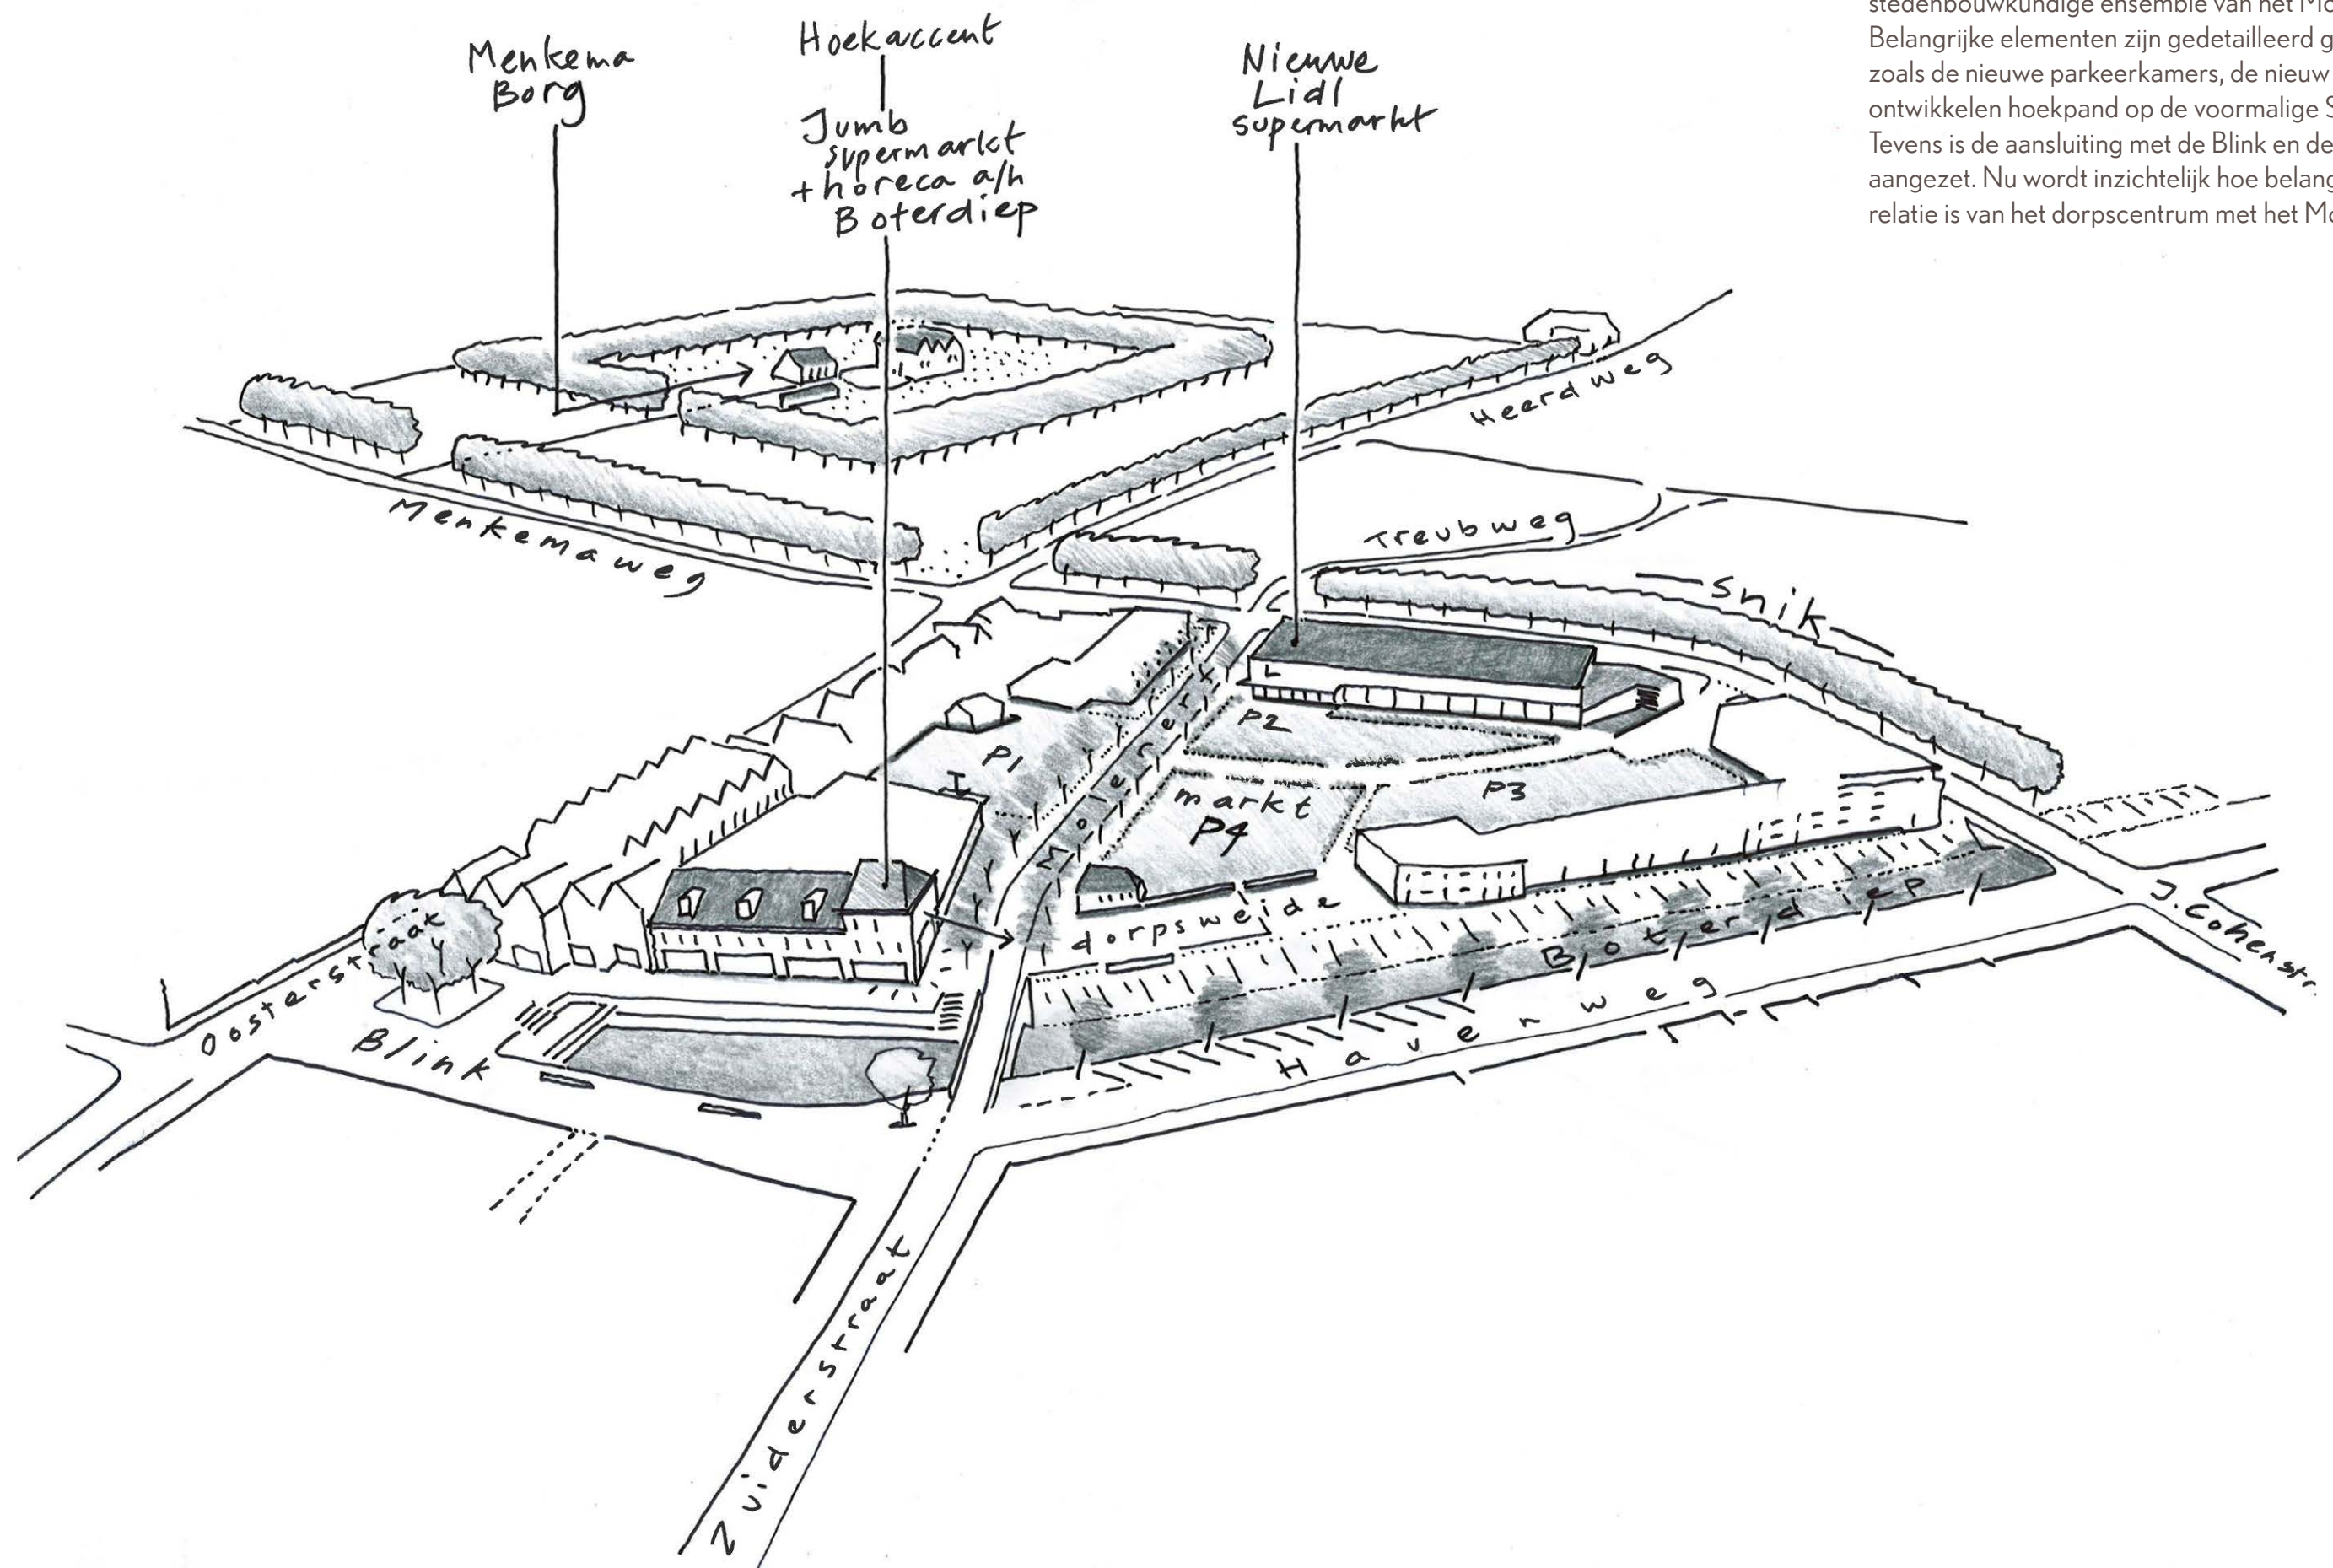 stedenbouwkundige ensemble van het Mo
Belangrijke elementen zijn gedetailleerd g
zoals de nieuwe parkeerkamers, de nieuw
ontwikkelen hoekpand op de voormalige S
Tevens is de aansluiting met de Blink en de
aangezet. Nu wordt inzichtelijk hoe belang
relatie is van het dorpscentrum met het Mo
Menkema
Borg
Hoekaccent
Jumb
supermarkt
+ horeca a/h
Boterdiep
Nieuwe
Lidl
supermarkt
Heerdweg
Menkemaweg
Treubweg
Snik
L
P2
P1
P3
markt
P4
dorpsweide
Boterdiep
J. Cohenstr.
Oosterstraat
Blink
Havenweg
Zuiderstraat